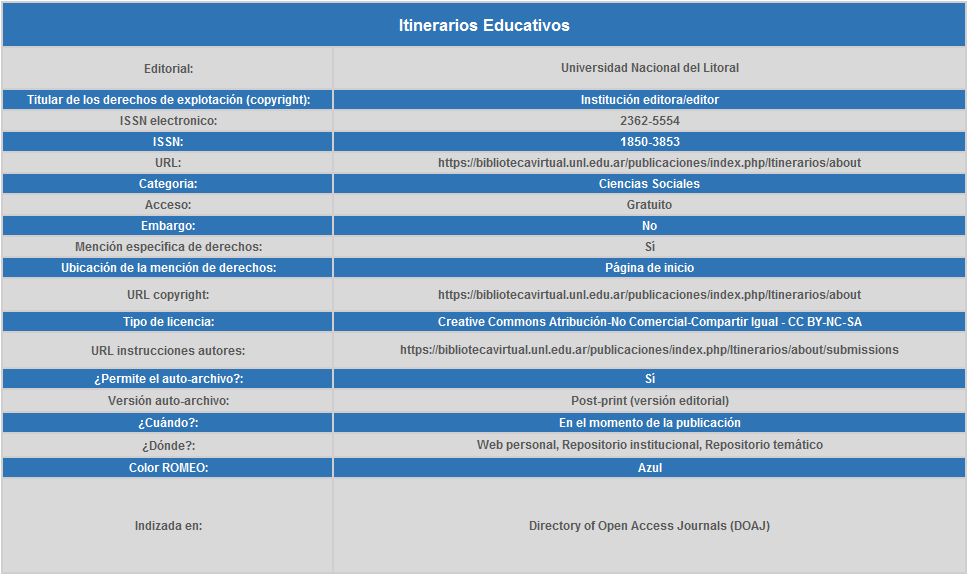 Itinerarios Educativos
Editorial: Universidad Nacional del Litoral
Titular de los derechos de explotación (copyright): Institución editora/editor
ISSN electronico: 2362-5554
ISSN: 1850-3853
URL: https://bibliotecavirtual.unl.edu.ar/publicaciones/index.php/Itinerarios/about
Categoria: Ciencias Sociales
Acceso: Gratuito
Embargo: No
Mención específica de derechos: Sí
Ubicación de la mención de derechos: Página de inicio
URL copyright: https://bibliotecavirtual.unl.edu.ar/publicaciones/index.php/Itinerarios/about
Tipo de licencia: Creative Commons Atribución-No Comercial-Compartir Igual - CC BY-NC-SA
URL instrucciones autores: https://bibliotecavirtual.unl.edu.ar/publicaciones/index.php/Itinerarios/about/submissions
¿Permite el auto-archivo?: Sí
Versión auto-archivo: Post-print (versión editorial)
¿Cuándo?: En el momento de la publicación
¿Dónde?: Web personal, Repositorio institucional, Repositorio temático
Color ROMEO: Azul
Indizada en: Directory of Open Access Journals (DOAJ)